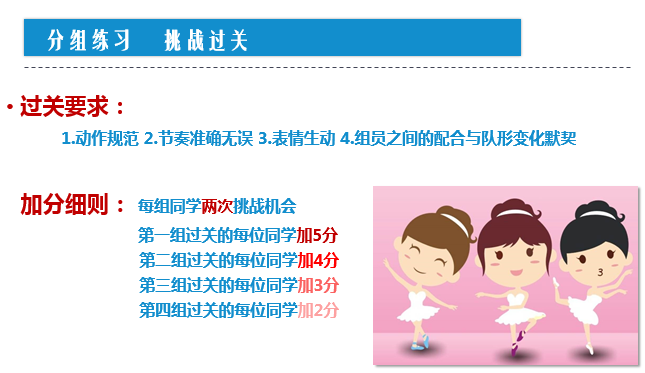 分组练习 挑战过关
• 过关要求：
1.动作规范 2.节奏准确无误 3.表情生动 4.组员之间的配合与队形变化默契
加分细则： 每组同学两次挑战机会
第一组过关的每位同学加5分
第二组过关的每位同学加4分
第三组过关的每位同学加3分
第四组过关的每位同学加2分